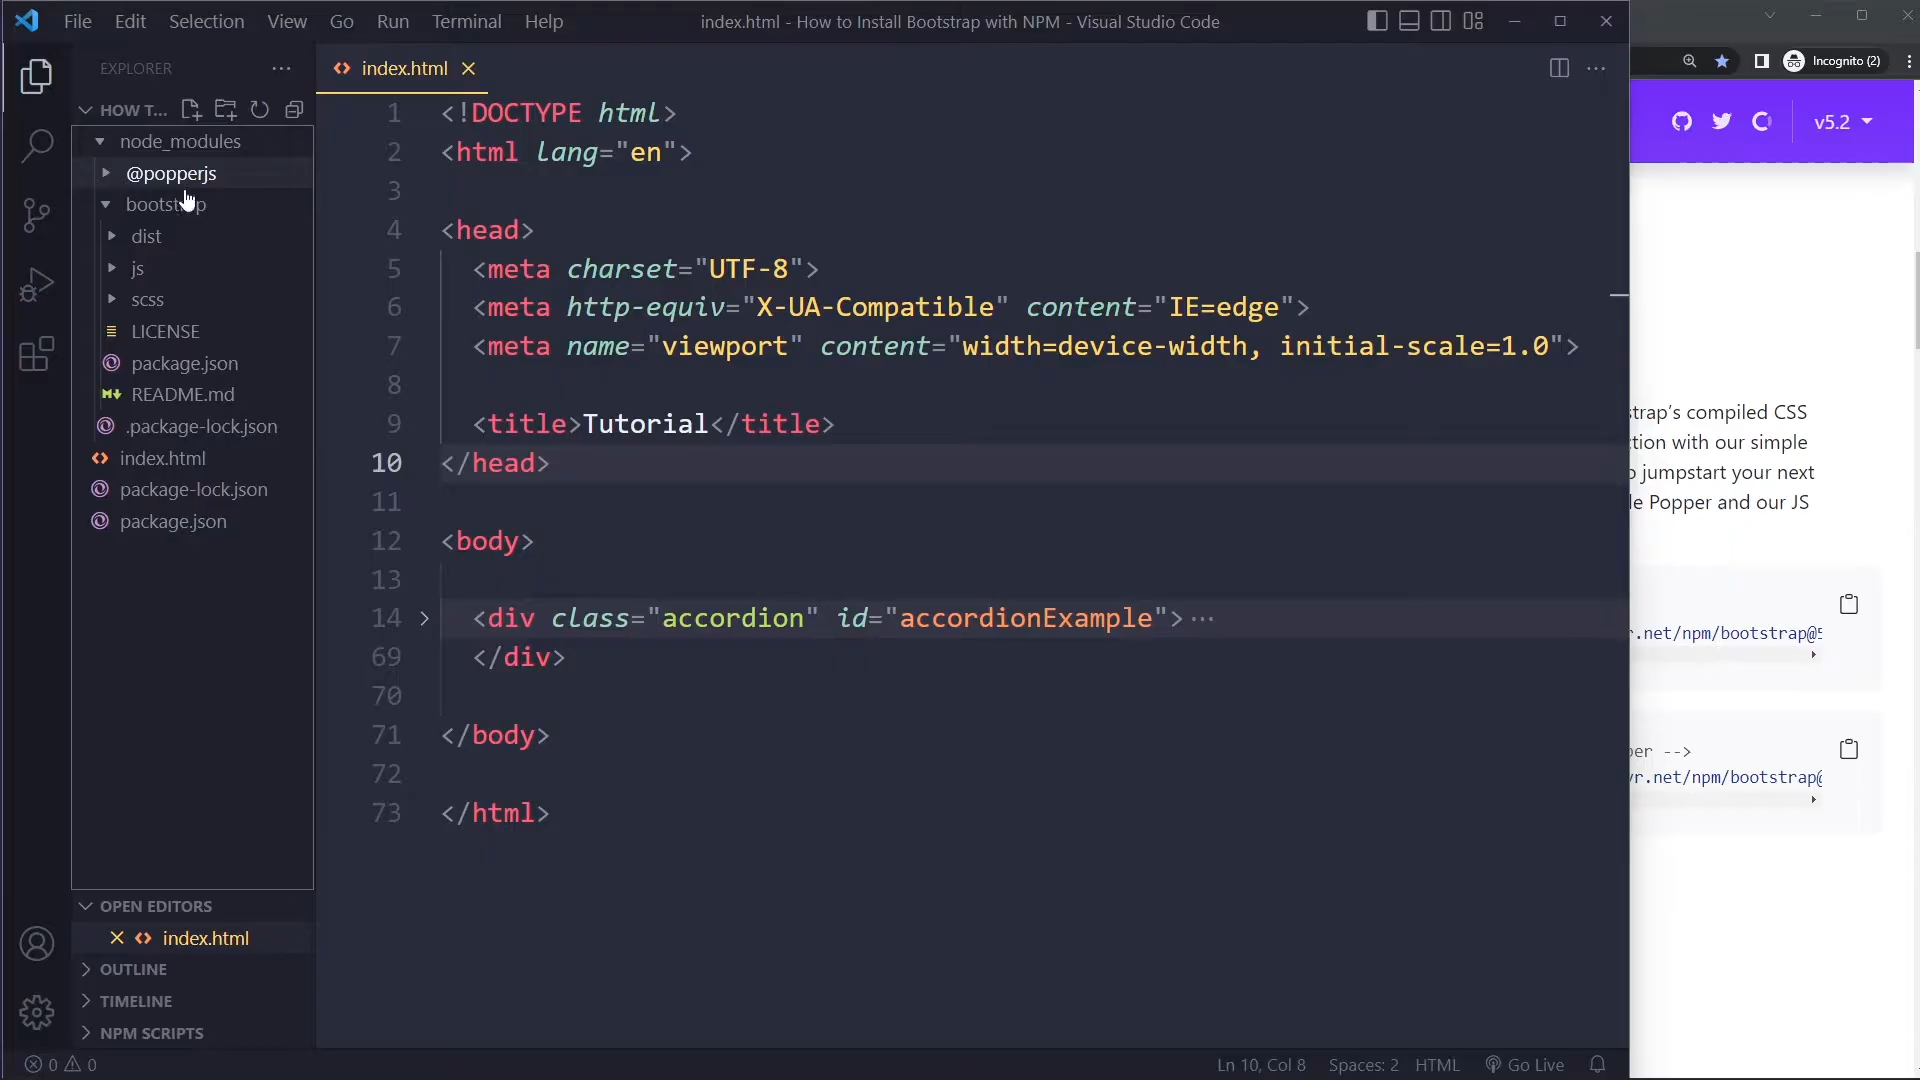 File Edit Selection View Go Run Terminal Help
index.html - How to Install Bootstrap with NPM - Visual Studio Code
Incognito (2)
EXPLORER
index.html
HOW T...
v5.2
node_modules
@popperjs
dist
js
scss
LICENSE
package.json
README.md
.package-lock.json
index.html
package-lock.json
package.json
OPEN EDITORS
index.html
OUTLINE
TIMELINE
NPM SCRIPTS
1 <!DOCTYPE html>
2 <html lang="en">
3
4 <head>
5 <meta charset="UTF-8">
6 <meta http-equiv="X-UA-Compatible" content="IE=edge">
7 <meta name="viewport" content="width=device-width, initial-scale=1.0">
8
9 <title>Tutorial</title>
10 </head>
11
12 <body>
13
14 <div class="accordion" id="accordionExample">···
69 </div>
70
71 </body>
72
73 </html>
strap’s compiled CSS
ction with our simple
o jumpstart your next
le Popper and our JS
r.net/npm/bootstrap@5
per -->
vr.net/npm/bootstrap@
0 0
Ln 10, Col 8 Spaces: 2 HTML Go Live